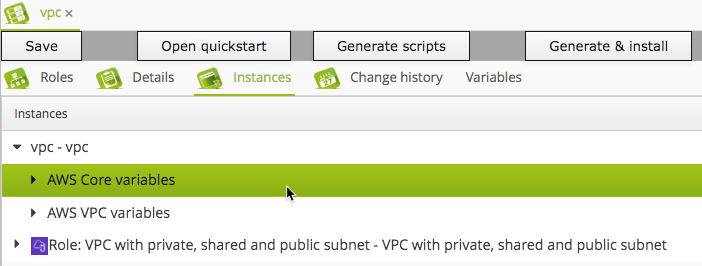 vpc ×
Save Open quickstart Generate scripts Generate & install
Roles Details Instances Change history Variables
Instances
vpc - vpc
AWS Core variables
AWS VPC variables
Role: VPC with private, shared and public subnet - VPC with private, shared and public subnet